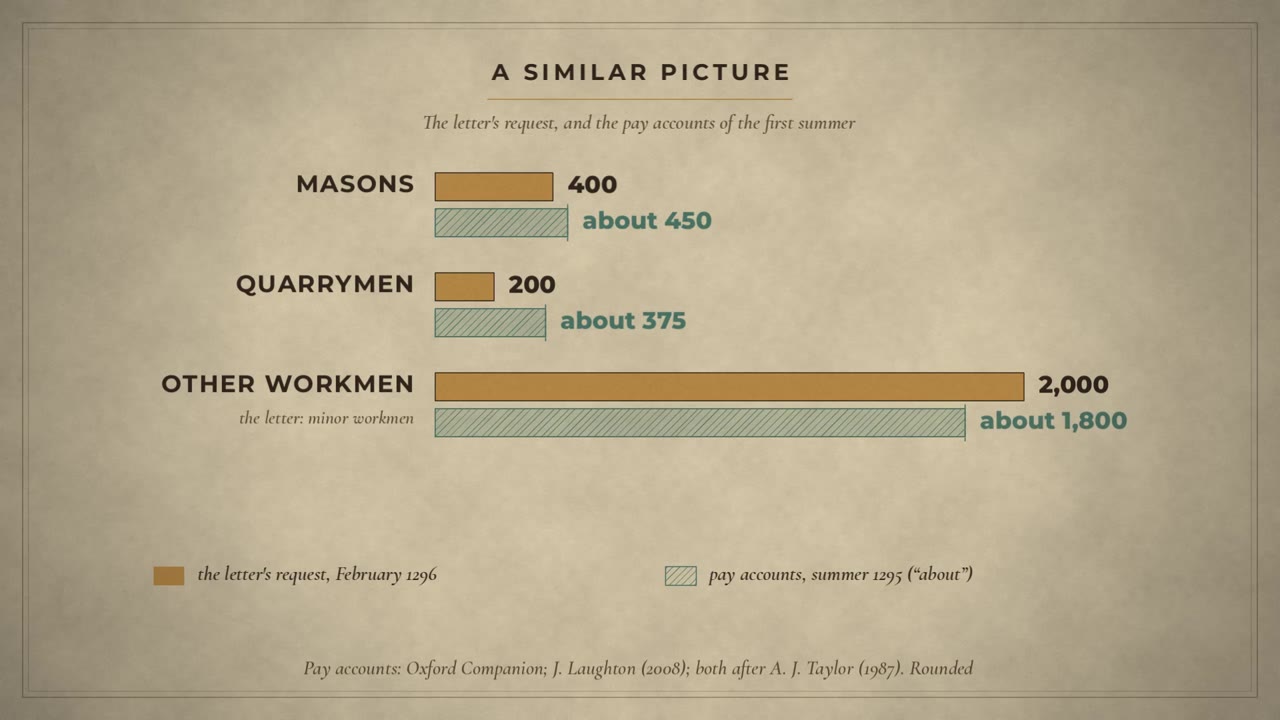 A SIMILAR PICTURE
The letter's request, and the pay accounts of the first summer
MASONS
400
about 450
QUARRYMEN
200
about 375
OTHER WORKMEN
2,000
the letter: minor workmen
about 1,800
the letter's request, February 1296
pay accounts, summer 1295 (“about”)
Pay accounts: Oxford Companion; J. Laughton (2008); both after A. J. Taylor (1987). Rounded